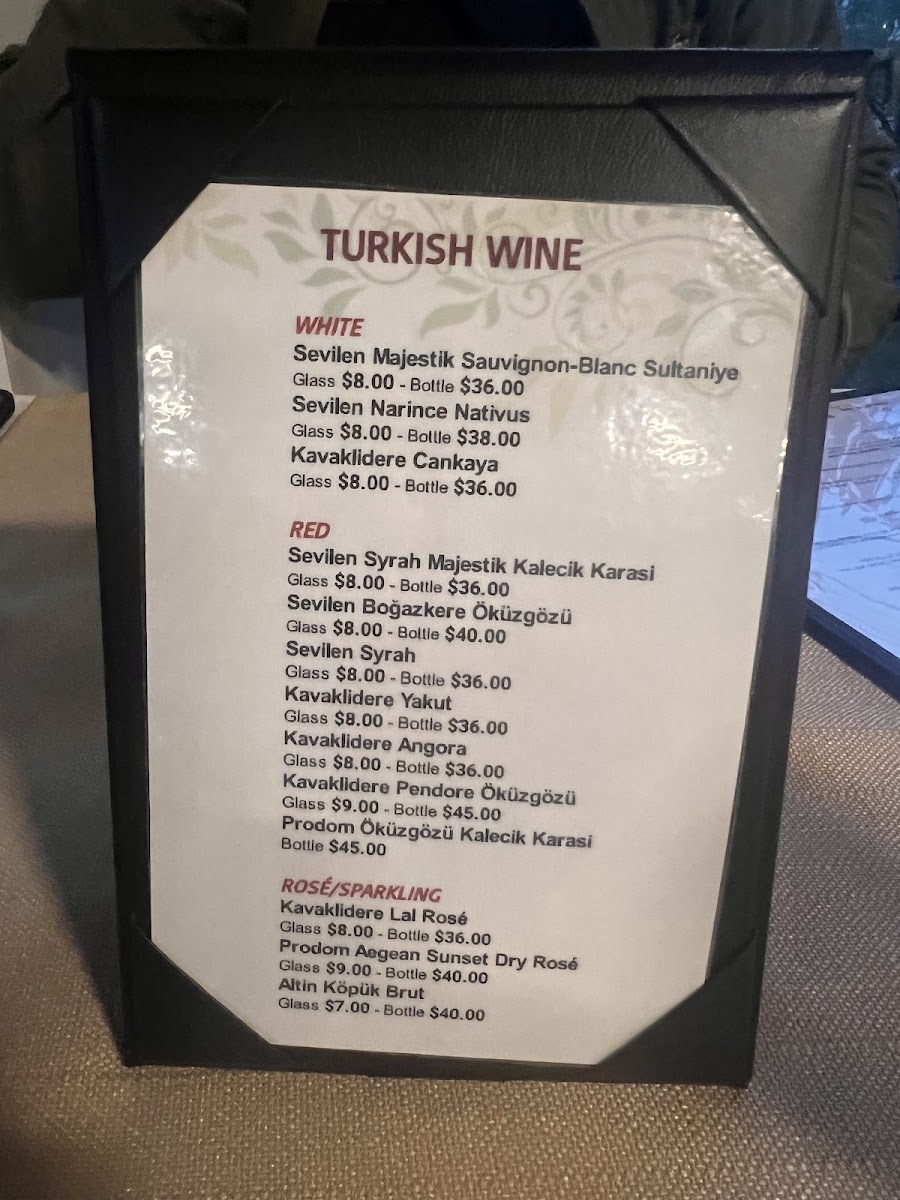 TURKISH WINE
WHITE
Sevilen Majestik Sauvignon-Blanc Sultaniye
Glass $8.00 - Bottle $36.00
Sevilen Narince Nativus
Glass $8.00 - Bottle $38.00
Kavaklidere Cankaya
Glass $8.00 - Bottle $36.00
RED
Sevilen Syrah Majestik Kalecik Karasi
Glass $8.00 - Bottle $36.00
Sevilen Boğazkere Öküzgözü
Glass $8.00 - Bottle $40.00
Sevilen Syrah
Glass $8.00 - Bottle $36.00
Kavaklidere Yakut
Glass $8.00 - Bottle $36.00
Kavaklidere Angora
Glass $8.00 - Bottle $36.00
Kavaklidere Pendore Öküzgözü
Glass $9.00 - Bottle $45.00
Prodom Öküzgözü Kalecik Karasi
Bottle $45.00
ROSÉ/SPARKLING
Kavaklidere Lal Rosé
Glass $8.00 - Bottle $36.00
Prodom Aegean Sunset Dry Rosé
Glass $9.00 - Bottle $40.00
Altin Köpük Brut
Glass $7.00 - Bottle $40.00